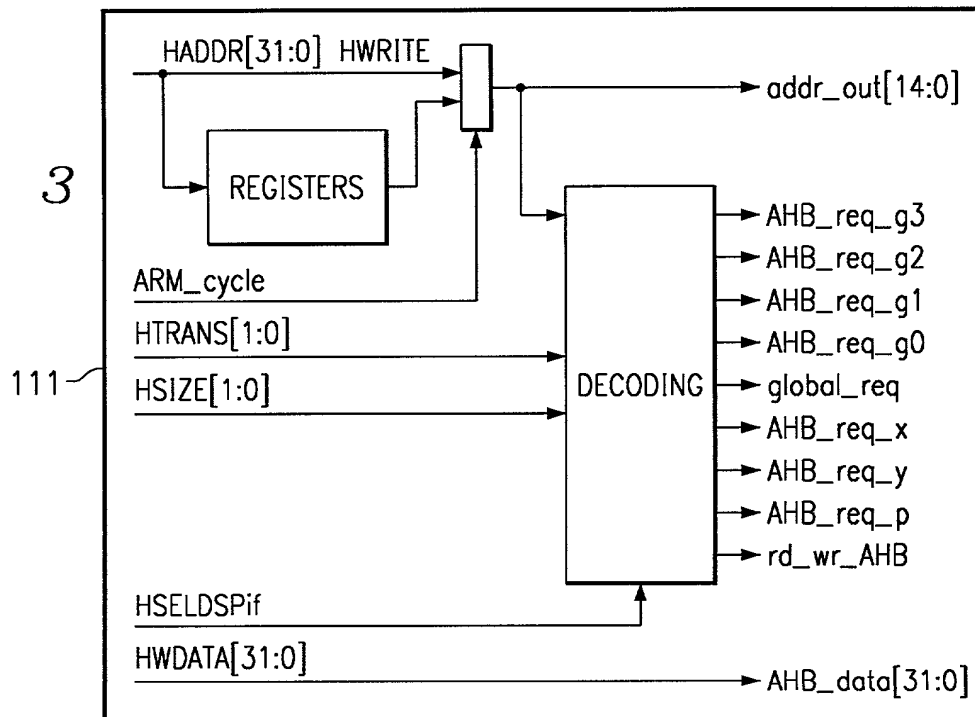 HADDR[31:0] HWRITE
addr_out[14:0]
3
REGISTERS
AHB_req_g3
AHB_req_g2
ARM_cycle
AHB_req_g1
HTRANS[1:0]
AHB_req_g0
111
HSIZE[1:0]
DECODING
global_req
AHB_req_x
AHB_req_y
AHB_req_p
rd_wr_AHB
HSELDSPif
HWDATA[31:0]
AHB_data[31:0]